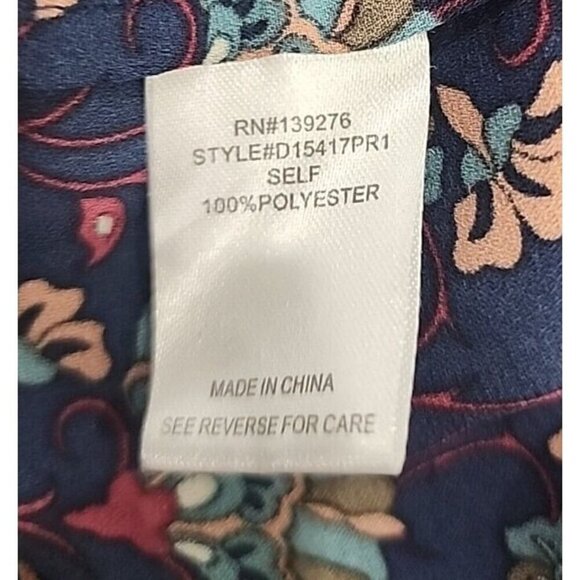 RN#139276
STYLE#D15417PR1
SELF
100%POLYESTER
MADE IN CHINA
SEE REVERSE FOR CARE